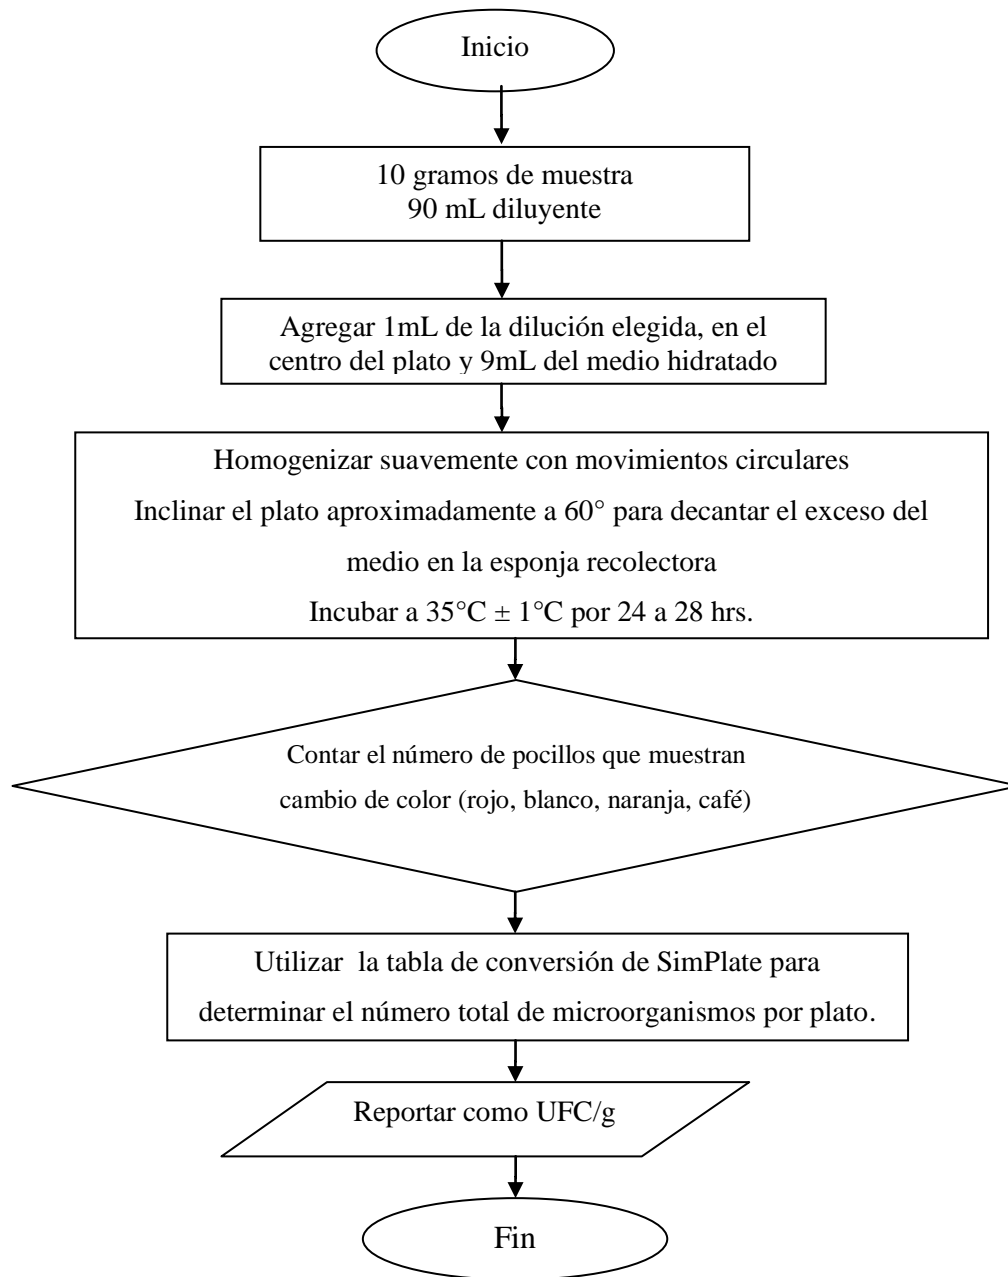 Inicio
10 gramos de muestra
90 mL diluyente
Agregar 1mL de la dilución elegida, en el
centro del plato y 9mL del medio hidratado
Homogenizar suavemente con movimientos circulares
Inclinar el plato aproximadamente a 60° para decantar el exceso del
medio en la esponja recolectora
Incubar a 35°C ± 1°C por 24 a 28 hrs.
Contar el número de pocillos que muestran
cambio de color (rojo, blanco, naranja, café)
Utilizar  la tabla de conversión de SimPlate para
determinar el número total de microorganismos por plato.
Reportar como UFC/g
Fin